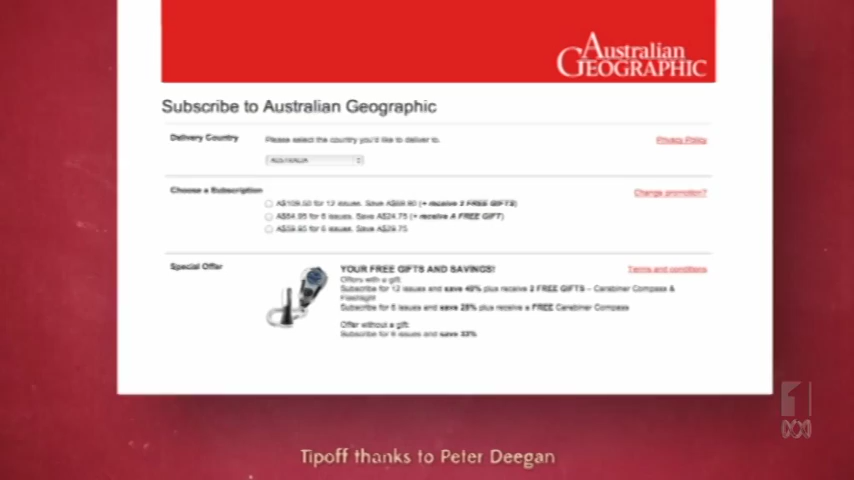 Australian
GEOGRAPHIC
Subscribe to Australian Geographic
Delivery Country
Please select the country you'd like to deliver to.
Privacy Policy
AUSTRALIA
Choose a Subscription
Change promotion?
A$109.50 for 12 issues. Save A$69.90 (+ receive 2 FREE GIFTS)
A$64.95 for 6 issues. Save A$24.75 (+ receive A FREE GIFT)
A$59.95 for 6 issues. Save A$29.75
Special Offer
YOUR FREE GIFTS AND SAVINGS!
Terms and conditions
Offers with a gift:
Subscribe for 12 issues and save 40% plus receive 2 FREE GIFTS – Carabiner Compass &
Flashlight
Subscribe for 6 issues and save 28% plus receive a FREE Carabiner Compass
Offer without a gift:
Subscribe for 6 issues and save 33%
1
Tipoff thanks to Peter Deegan